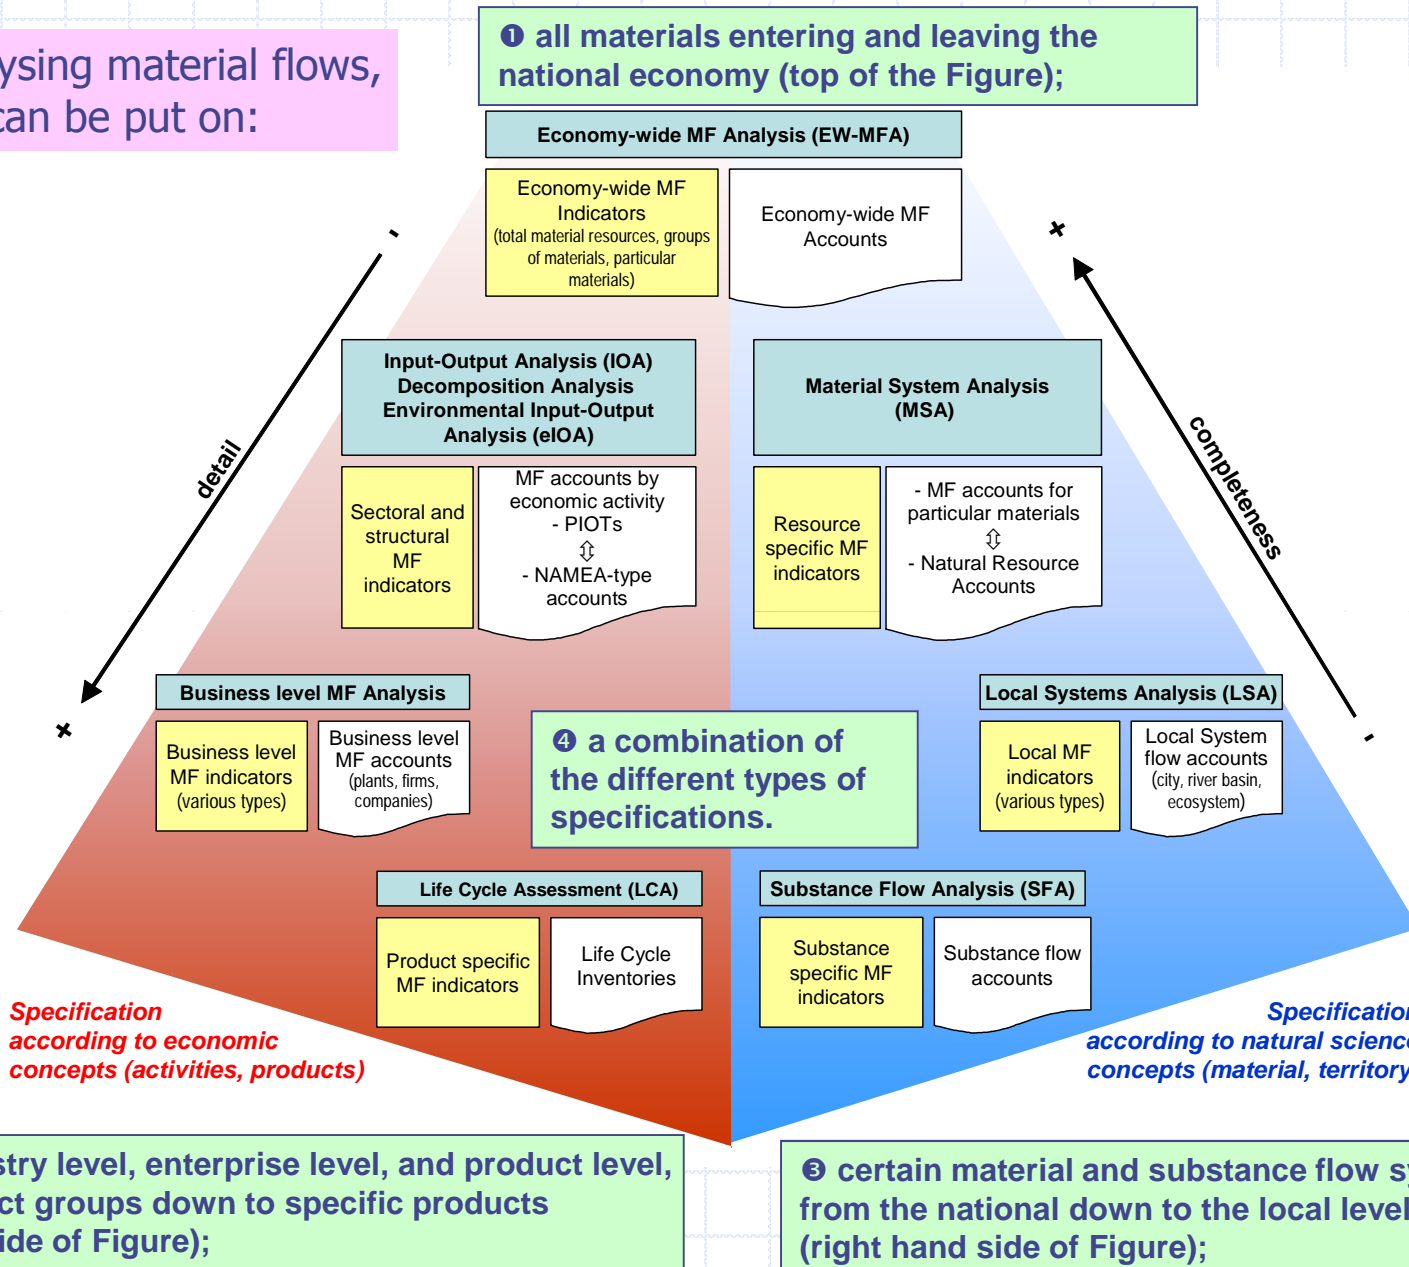 ysing material flows,
can be put on:
❶ all materials entering and leaving the
national economy (top of the Figure);
Economy-wide MF Analysis (EW-MFA)
Economy-wide MF
Indicators
(total material resources, groups
of materials, particular
materials)
Economy-wide MF
Accounts
-
+
detail
completeness
+
-
Input-Output Analysis (IOA)
Decomposition Analysis
Environmental Input-Output
Analysis (eIOA)
Sectoral and
structural
MF
indicators
MF accounts by
economic activity
- PIOTs
⇕
- NAMEA-type
accounts
Material System Analysis
(MSA)
Resource
specific MF
indicators
- MF accounts for
particular materials
⇕
- Natural Resource
Accounts
Business level MF Analysis
Business level
MF indicators
(various types)
Business level
MF accounts
(plants, firms,
companies)
❹ a combination of
the different types of
specifications.
Local Systems Analysis (LSA)
Local MF
indicators
(various types)
Local System
flow accounts
(city, river basin,
ecosystem)
Life Cycle Assessment (LCA)
Product specific
MF indicators
Life Cycle
Inventories
Substance Flow Analysis (SFA)
Substance
specific MF
indicators
Substance flow
accounts
Specification
according to economic
concepts (activities, products)
Specification
according to natural science
concepts (material, territory
stry level, enterprise level, and product level,
ct groups down to specific products
ide of Figure);
❸ certain material and substance flow sy
from the national down to the local level
(right hand side of Figure);